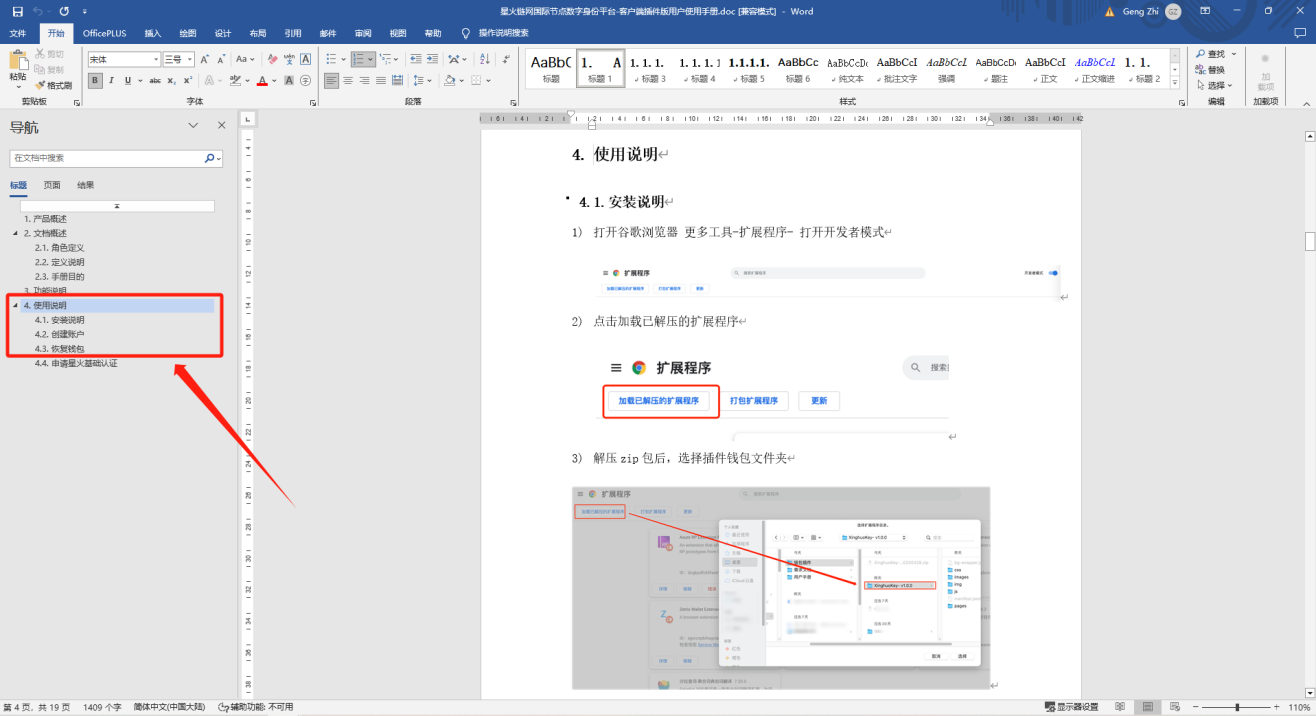 星火链网国际节点数字身份平台-客户端插件版用户使用手册.doc [兼容模式] - Word
Geng Zhi GZ
文件 开始 OfficePLUS 插入 绘图 设计 布局 引用 邮件 审阅 视图 帮助 操作说明搜索
粘贴 剪切 复制 格式刷
剪贴板
宋体 三号
字体
段落
AaBbC 标题
1. A 标题 1
1.1.1. 标题 3
1.1.1.1 标题 4
1.1.1.1. 标题 5
AaBbCc 标题 6
纯文本
AaBbCcI 批注文字
AaBbCcI 强调
题注
AaBbCcI 正文
AaBbCcI 正文缩进
1.1. 标题 2
样式
查找
替换
选择
编辑
加载项
加载项
导航
在文档中搜索
标题 页面 结果
1. 产品概述
2. 文档概述
2.1. 角色定义
2.2. 定义说明
2.3. 手册目的
3. 功能说明
4. 使用说明
4.1. 安装说明
4.2. 创建账户
4.3. 恢复钱包
4.4. 申请星火基础认证
4. 使用说明
4.1. 安装说明
1) 打开谷歌浏览器 更多工具-扩展程序- 打开开发者模式
扩展程序 搜索扩展程序 开发者模式
加载已解压的扩展程序 打包扩展程序 更新
2) 点击加载已解压的扩展程序
扩展程序 搜索
加载已解压的扩展程序 打包扩展程序 更新
3) 解压 zip 包后，选择插件钱包文件夹
扩展程序 搜索扩展程序
加载已解压的扩展程序 打包扩展程序 更新
选择扩展程序目录。
XinghuoKey- v1.0.0
用户手册
XinghuoKey- v1.0.0
css
images
img
js
pages
取消 选择
第 4 页，共 19 页 1409 个字 简体中文(中国大陆) 辅助功能: 不可用
显示器设置 110%